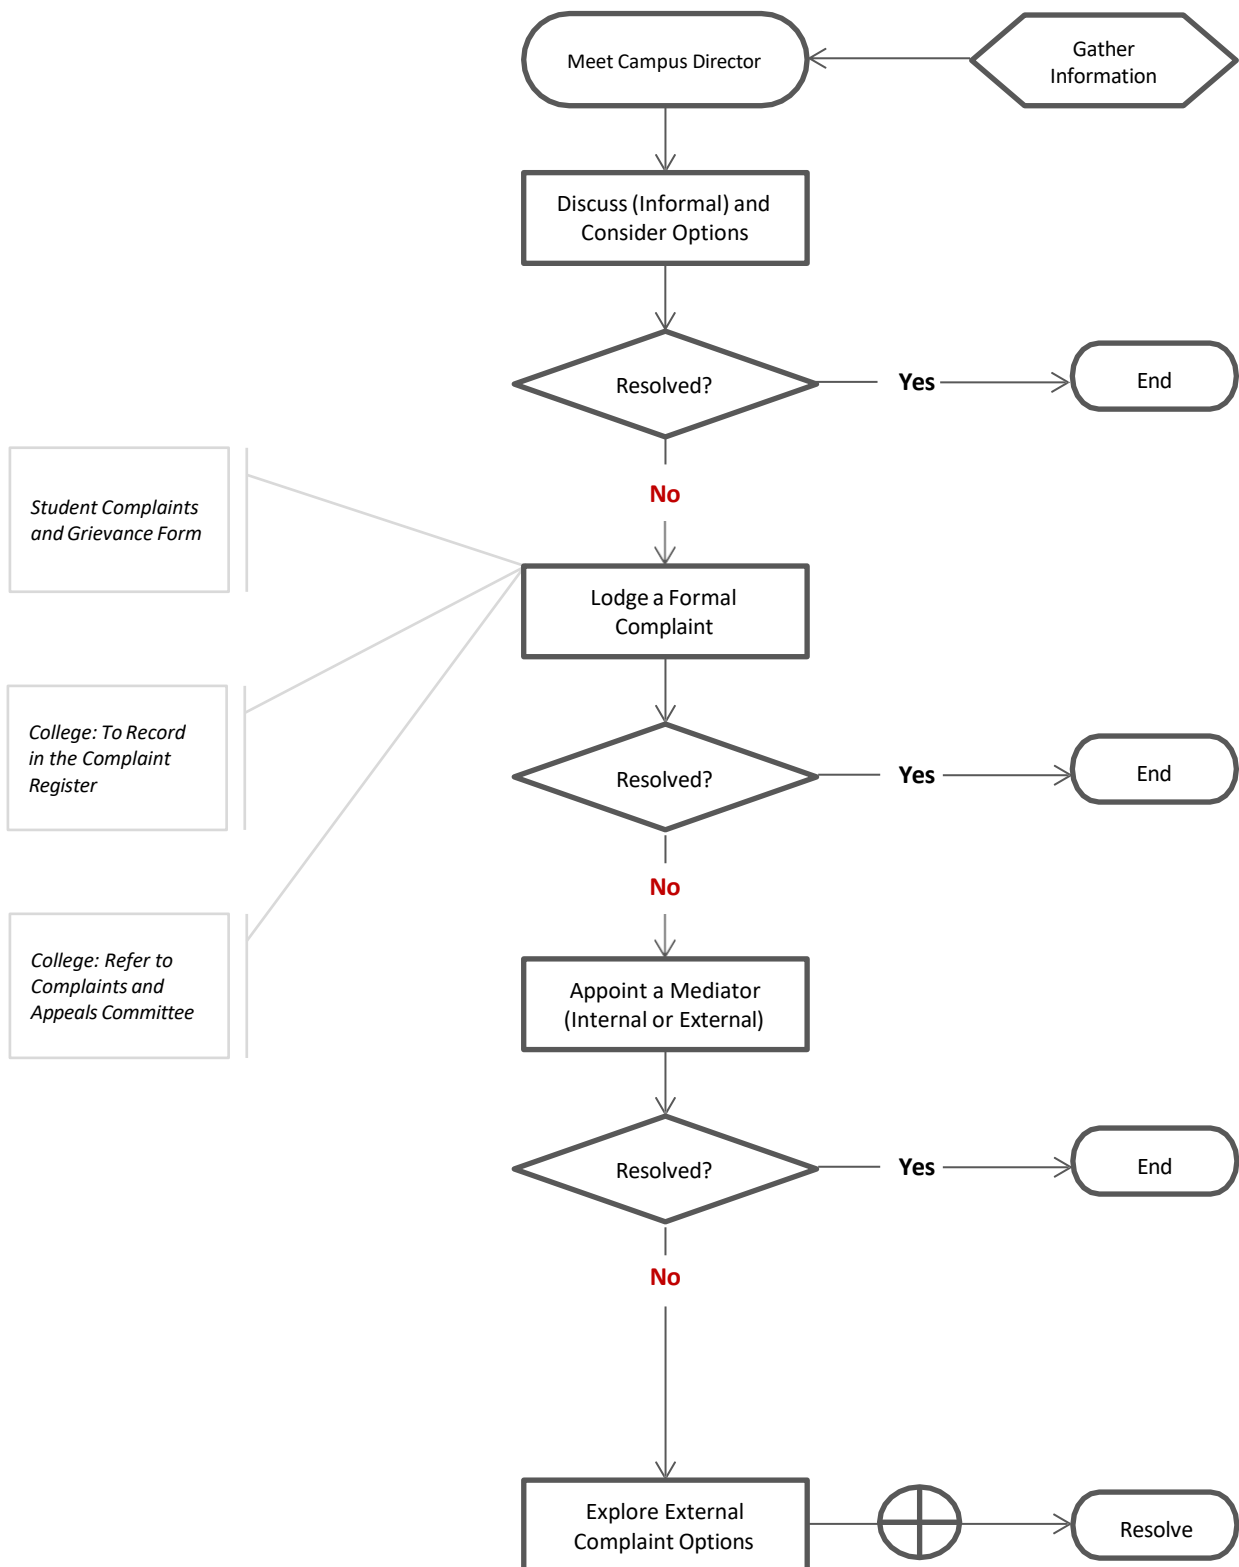 Meet Campus Director
Gather
Information
Discuss (Informal) and
Consider Options
Resolved?
Yes
End
No
Student Complaints
and Grievance Form
Lodge a Formal
Complaint
College: To Record
in the Complaint
Register
Resolved?
Yes
End
No
College: Refer to
Complaints and
Appeals Committee
Appoint a Mediator
(Internal or External)
Resolved?
Yes
End
No
Explore External
Complaint Options
Resolve